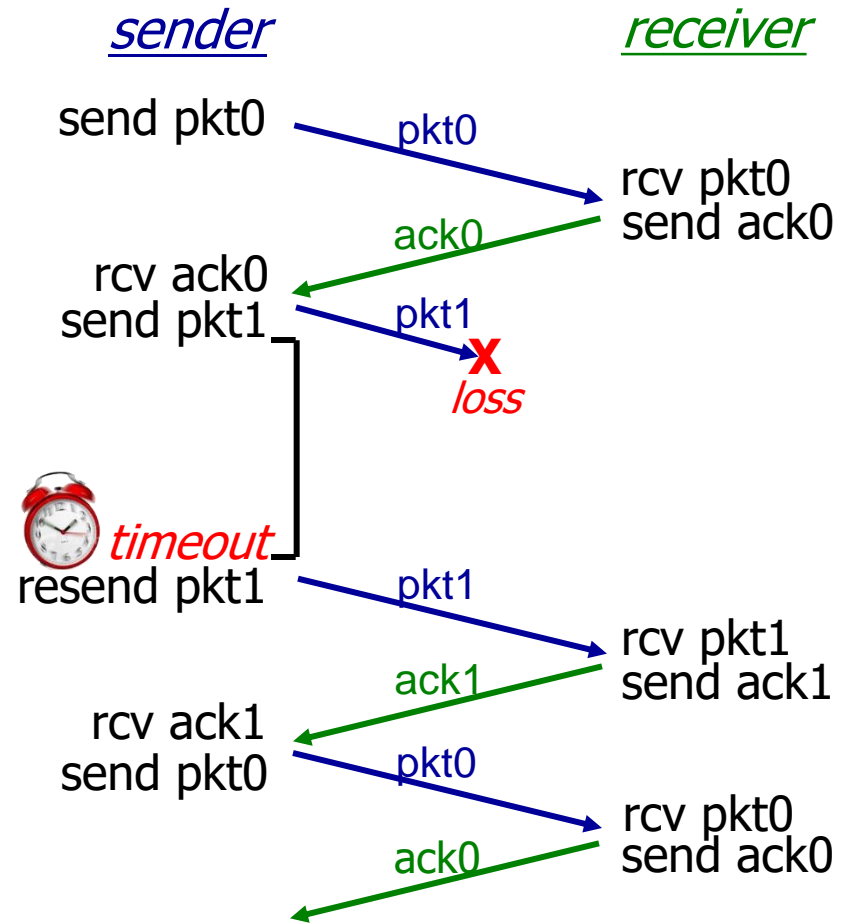 sender
receiver
send pkt0
pkt0
rcv pkt0
send ack0
ack0
rcv ack0
send pkt1
pkt1
X
loss
timeout
resend pkt1
pkt1
rcv pkt1
send ack1
ack1
rcv ack1
send pkt0
pkt0
rcv pkt0
send ack0
ack0